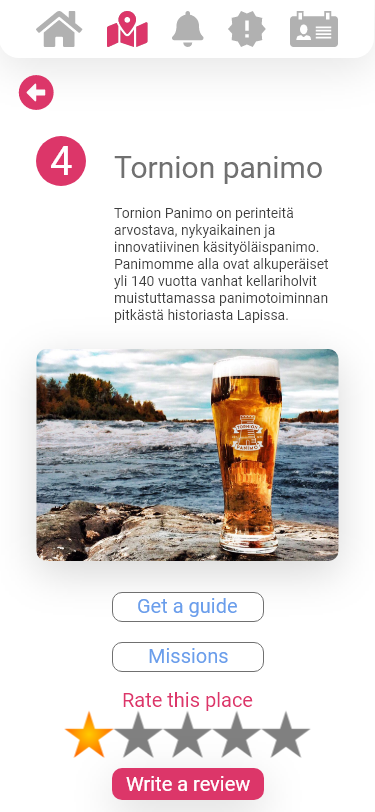 4
Tornion panimo
Tornion Panimo on perinteitä
arvostava, nykyaikainen ja
innovatiivinen käsityöläispanimo.
Panimomme alla ovat alkuperäiset
yli 140 vuotta vanhat kellariholvit
muistuttamassa panimotoiminnan
pitkästä historiasta Lapissa.
TORNION
PANIMO
Get a guide
Missions
Rate this place
Write a review